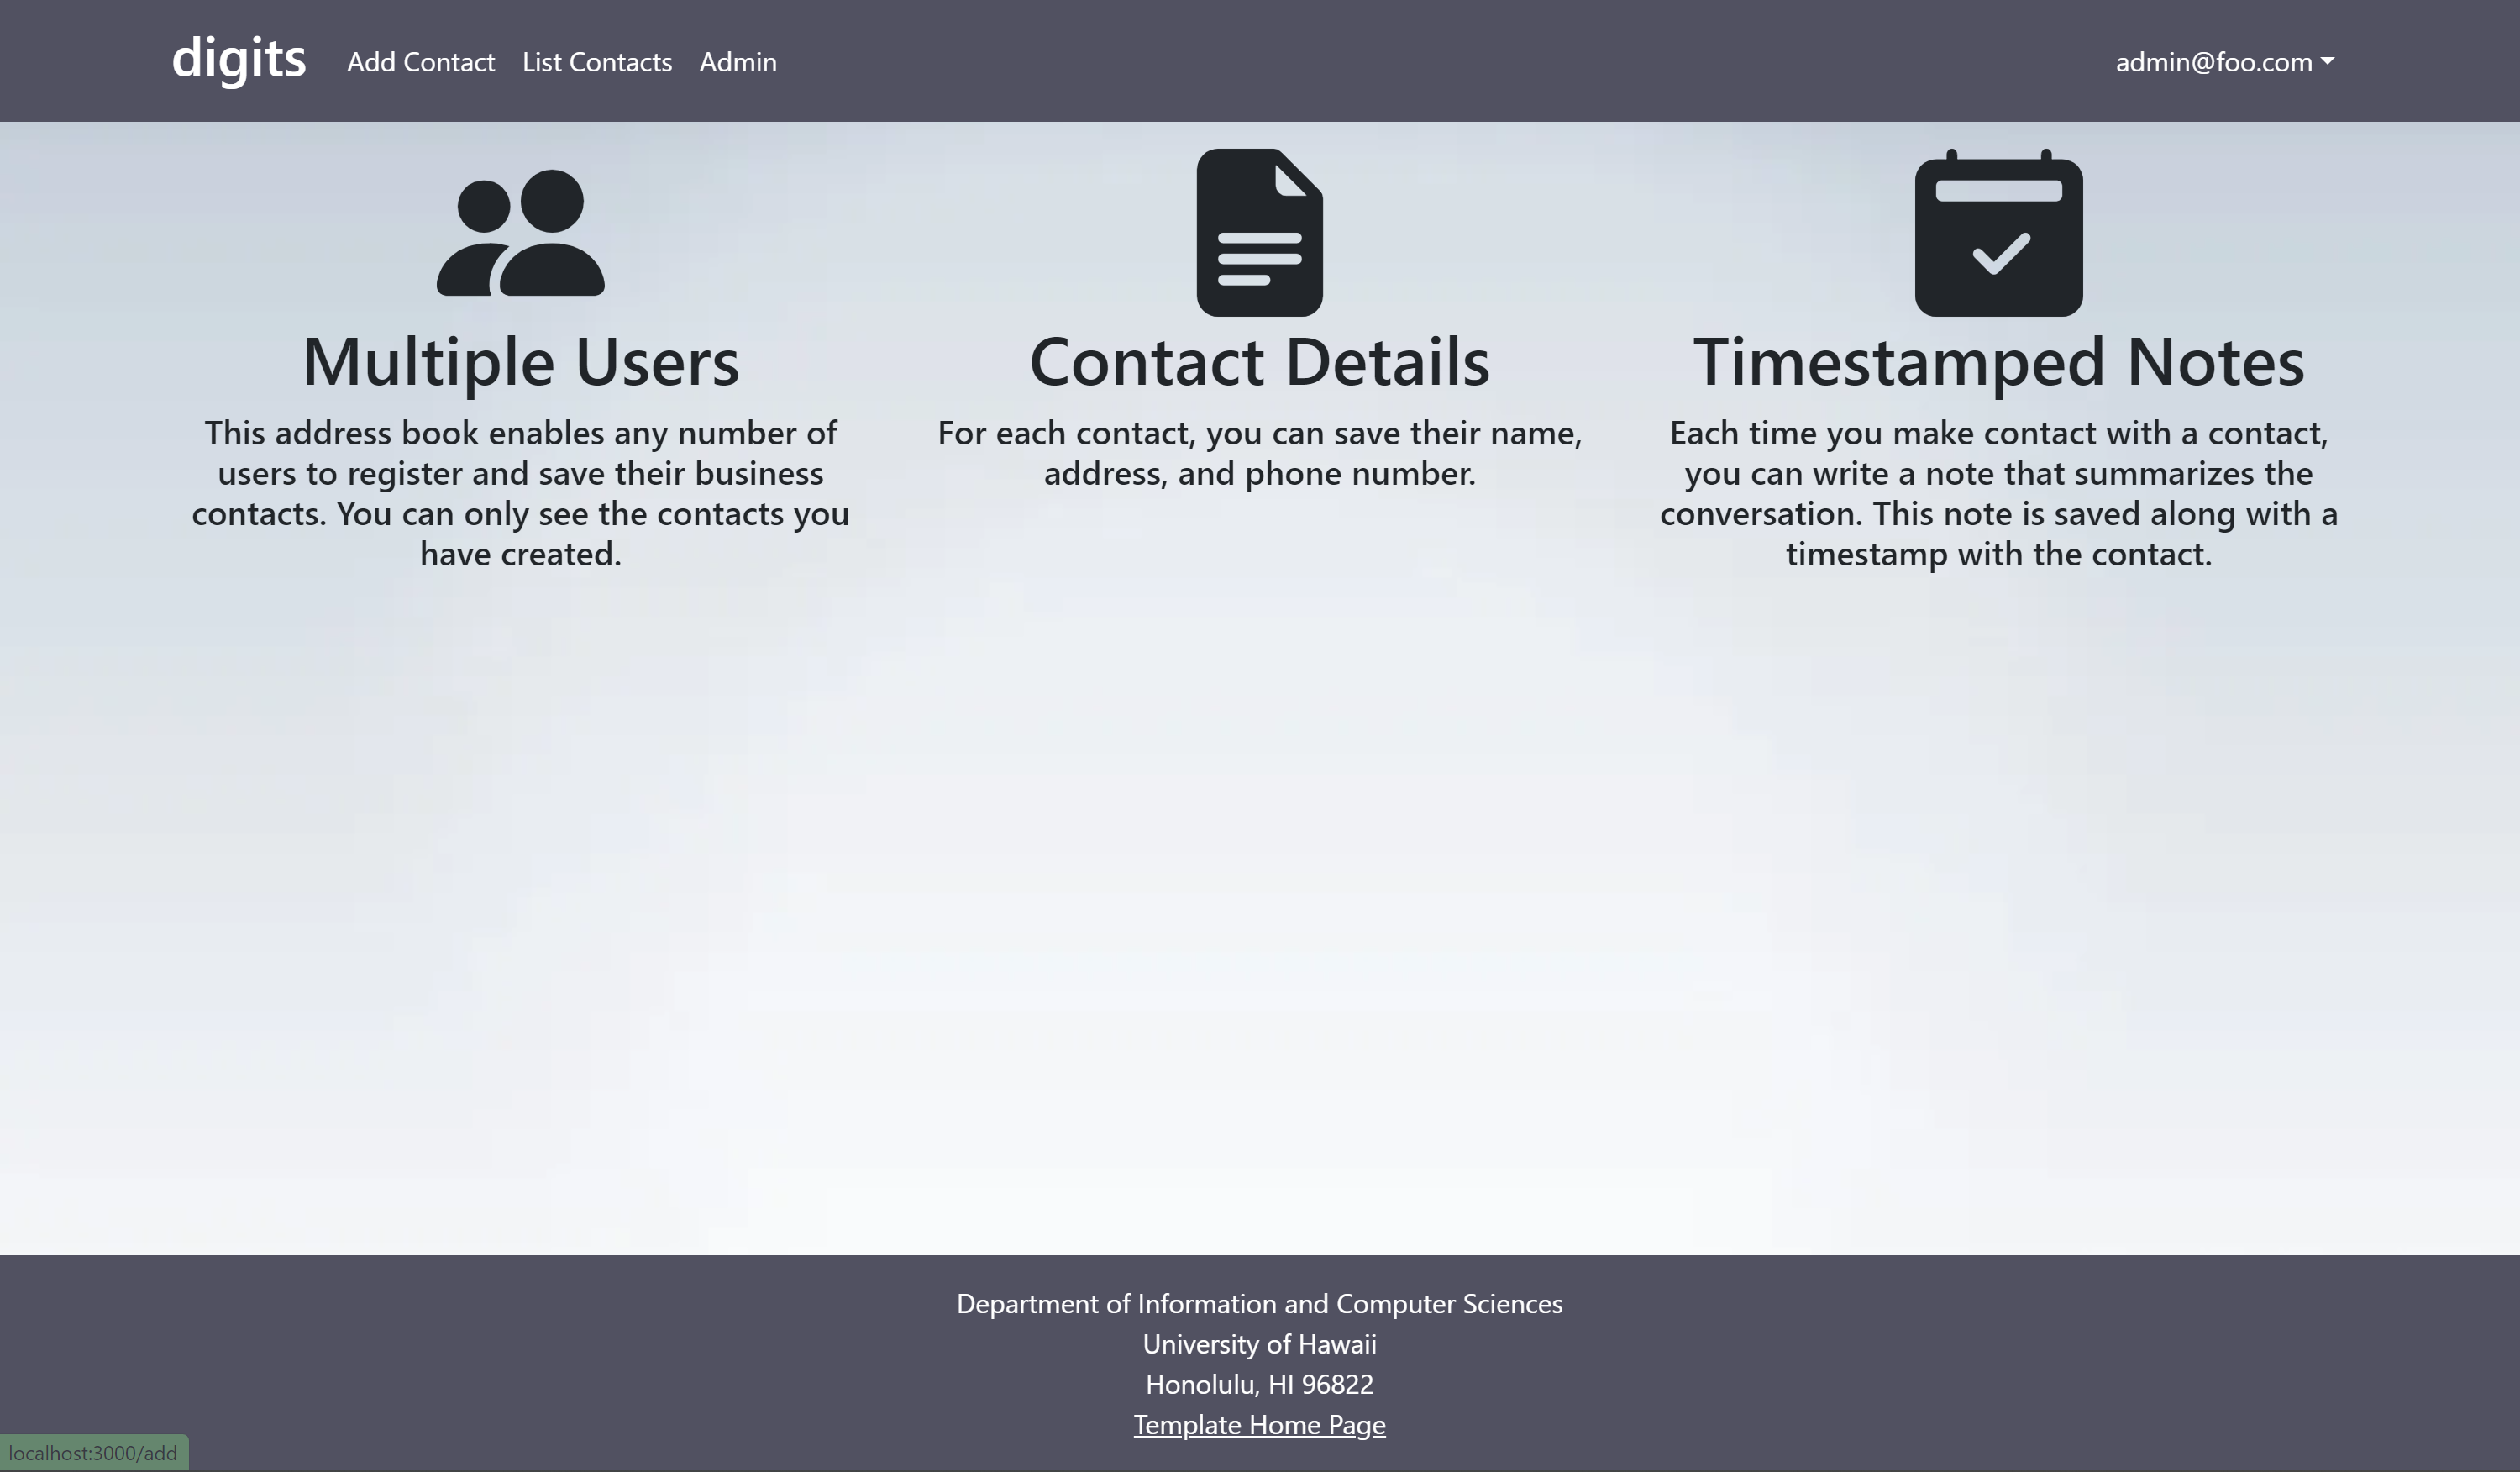 digits
Add Contact
List Contacts
Admin
admin@foo.com
Multiple Users
This address book enables any number of
users to register and save their business
contacts. You can only see the contacts you
have created.
Contact Details
For each contact, you can save their name,
address, and phone number.
Timestamped Notes
Each time you make contact with a contact,
you can write a note that summarizes the
conversation. This note is saved along with a
timestamp with the contact.
Department of Information and Computer Sciences
University of Hawaii
Honolulu, HI 96822
Template Home Page
localhost:3000/add